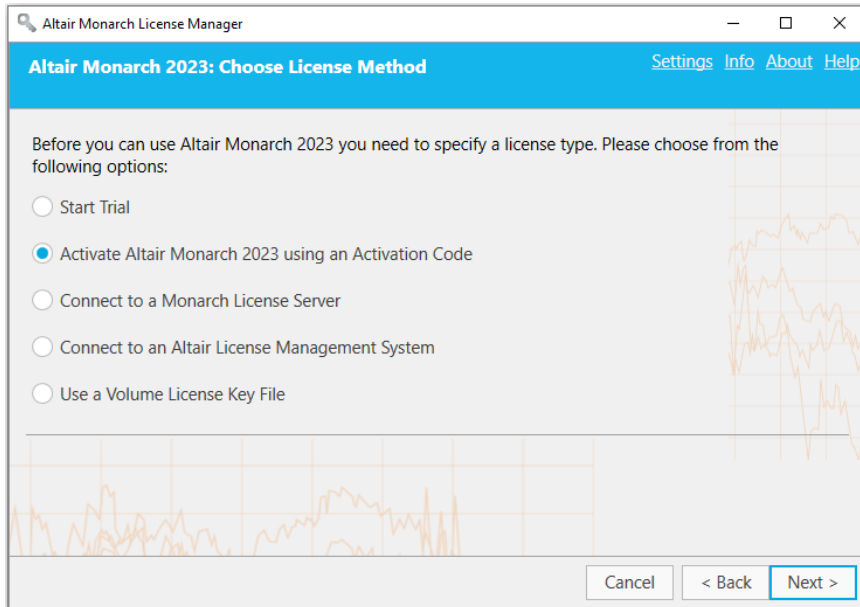 Altair Monarch License Manager
Altair Monarch 2023: Choose License Method
Settings Info About Help
Before you can use Altair Monarch 2023 you need to specify a license type. Please choose from the
following options:
Start Trial
Activate Altair Monarch 2023 using an Activation Code
Connect to a Monarch License Server
Connect to an Altair License Management System
Use a Volume License Key File
Cancel
< Back
Next >